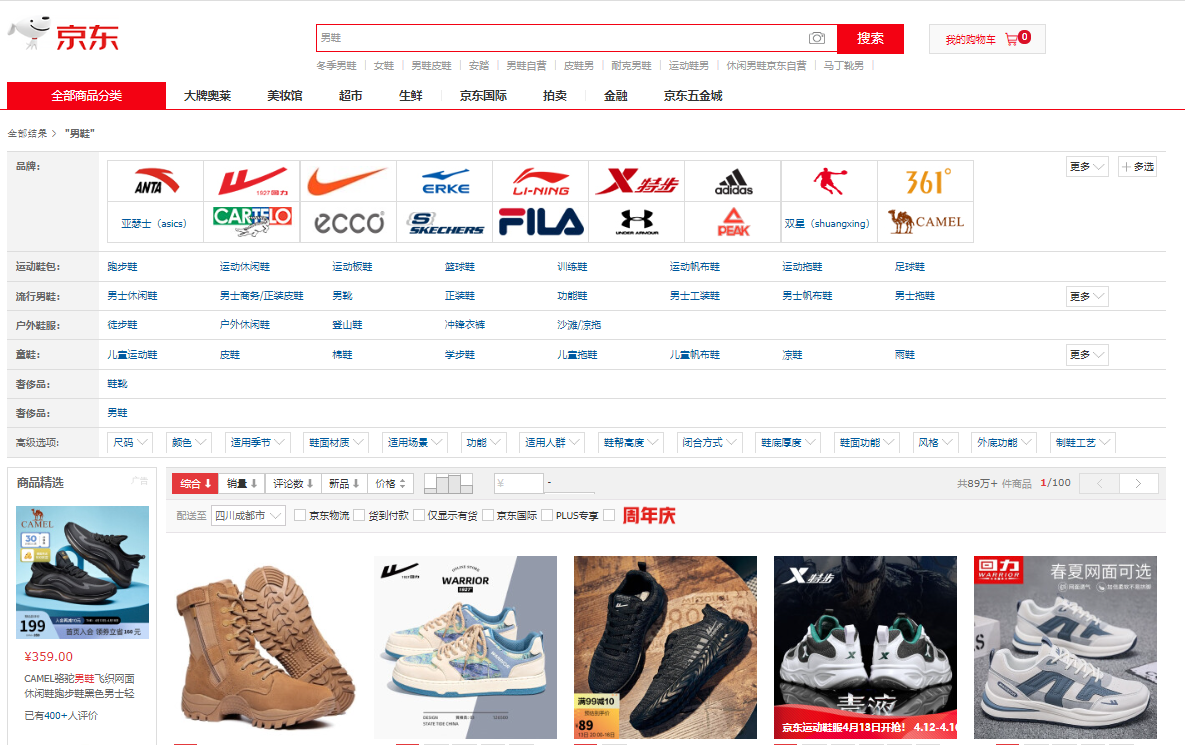 京东
男鞋
搜索
我的购物车 0
冬季男鞋 女鞋 男鞋皮鞋 安踏 男鞋自营 皮鞋男 耐克男鞋 运动鞋男 休闲男鞋京东自营 马丁靴男
全部商品分类 大牌奥莱 美妆馆 超市 生鲜 京东国际 拍卖 金融 京东五金城
全部结果 > "男鞋"
品牌: 更多 + 多选
ANTA WARRIOR 1927 回力 ERKE LI-NING 特步 adidas 361°
亚瑟士（asics） CARTELO ecco SKECHERS FILA UNDER ARMOUR PEAK 双星（shuangxing） CAMEL
运动鞋包: 跑步鞋 运动休闲鞋 运动板鞋 篮球鞋 训练鞋 运动帆布鞋 运动拖鞋 足球鞋
流行男鞋: 男士休闲鞋 男士商务/正装皮鞋 男靴 正装鞋 功能鞋 男士工装鞋 男士帆布鞋 男士拖鞋 更多
户外鞋服: 徒步鞋 户外休闲鞋 登山鞋 冲锋衣裤 沙滩/凉拖
童鞋: 儿童运动鞋 皮鞋 棉鞋 学步鞋 儿童拖鞋 儿童帆布鞋 凉鞋 雨鞋 更多
奢侈品: 鞋靴
奢侈品: 男鞋
高级选项: 尺码 颜色 适用季节 鞋面材质 适用场景 功能 适用人群 鞋帮高度 闭合方式 鞋底厚度 鞋面功能 风格 外底功能 制鞋工艺
商品精选 广告
综合 销量 评论数 新品 价格 ¥ - 共89万+ 件商品 1/100 < >
配送至 四川成都市 京东物流 货到付款 仅显示有货 京东国际 PLUS专享 周年庆
CAMEL
30
199
首页入会 领券立省160元
¥359.00
CAMEL骆驼男鞋飞织网面
休闲鞋跑步鞋黑色男士轻
已有400+人评价
ONLINE STORE
WARRIOR
1927
DESIGN
STATE TIDE CHINA
满99减10
¥89
特步
毒液
京东运动鞋服4月13日开抢! 4.12-4.16
回力
WARRIOR
春夏网面可选